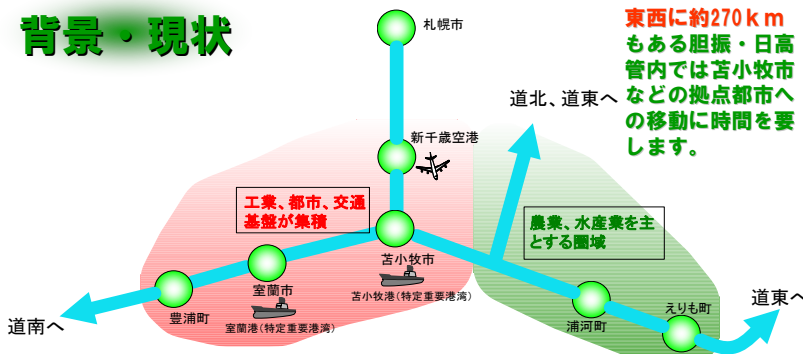 背景・現状
東西に約270km
もある胆振・日高
管内では苫小牧市
などの拠点都市へ
の移動に時間を要
します。
札幌市
道北、道東へ
新千歳空港
工業、都市、交通
基盤が集積
農業、水産業を主
とする圏域
苫小牧市
苫小牧港(特定重要港湾)
室蘭市
室蘭港(特定重要港湾)
豊浦町
道南へ
浦河町
えりも町
道東へ